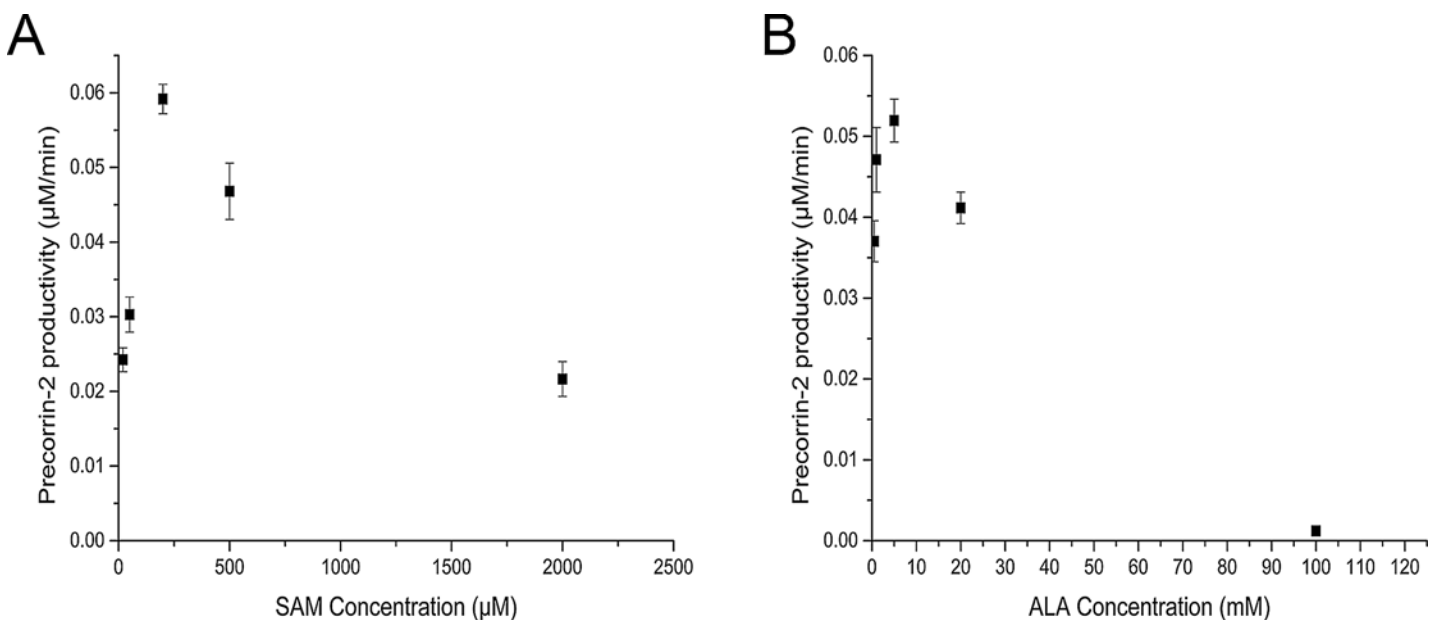 A
Precorrin-2 productivity (µM/min)
0.06
0.05
0.04
0.03
0.02
0.01
0.00
0 500 1000 1500 2000 2500
SAM Concentration (µM)
B
Precorrin-2 productivity (µM/min)
0.06
0.05
0.04
0.03
0.02
0.01
0.00
0 10 20 30 40 50 60 70 80 90 100 110 120
ALA Concentration (mM)